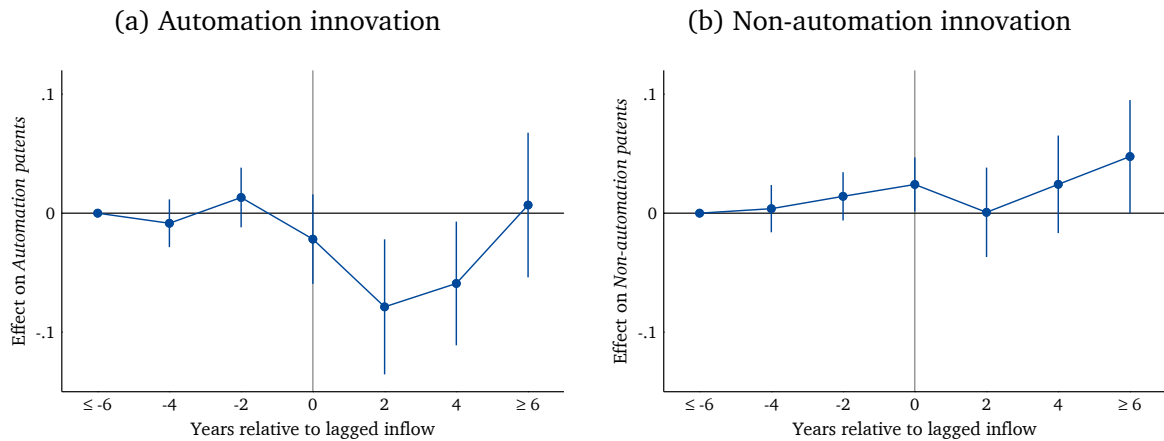 (a) Automation innovation
Effect on Automation patents
.1
0
-.1
≤ -6 -4 -2 0 2 4 ≥ 6
Years relative to lagged inflow
(b) Non-automation innovation
Effect on Non-automation patents
.1
0
-.1
≤ -6 -4 -2 0 2 4 ≥ 6
Years relative to lagged inflow